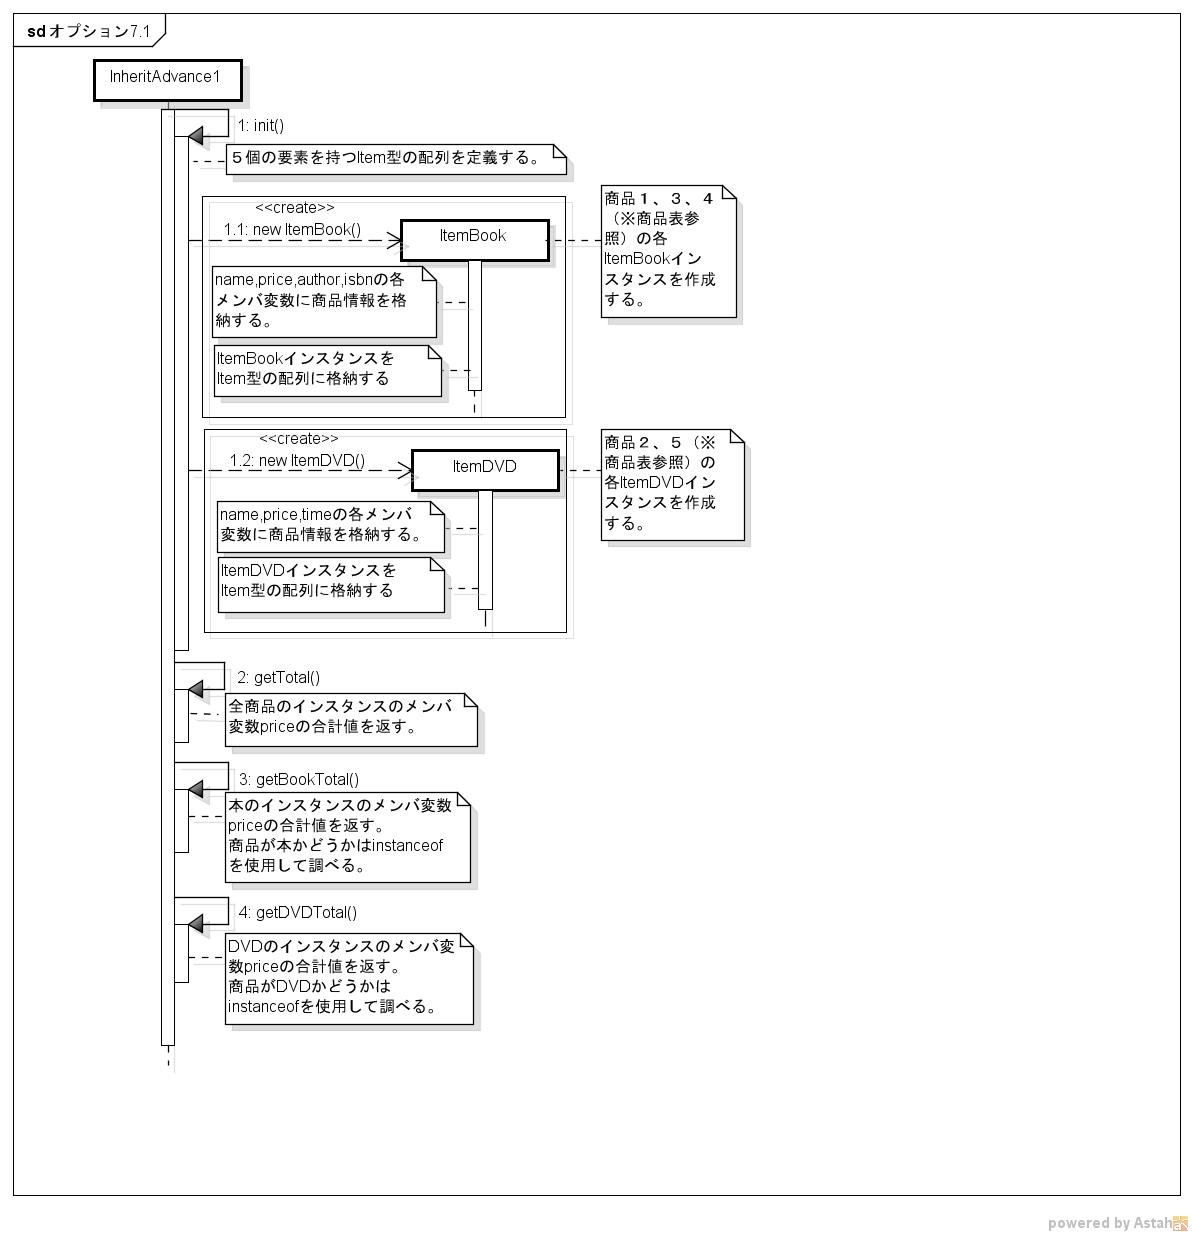 sd オプション7.1
InheritAdvance1
1: init()
５個の要素を持つItem型の配列を定義する。
<<create>>
1.1: new ItemBook()
ItemBook
商品１、３、４
（※商品表参
照）の各
ItemBookイン
スタンスを作成
する。
name,price,author,isbnの各
メンバ変数に商品情報を格
納する。
ItemBookインスタンスを
Item型の配列に格納する
<<create>>
1.2: new ItemDVD()
ItemDVD
商品２、５（※
商品表参照）の
各ItemDVDイン
スタンスを作成
する。
name,price,timeの各メンバ
変数に商品情報を格納する。
ItemDVDインスタンスを
Item型の配列に格納する
2: getTotal()
全商品のインスタンスのメンバ
変数priceの合計値を返す。
3: getBookTotal()
本のインスタンスのメンバ変数
priceの合計値を返す。
商品が本かどうかはinstanceof
を使用して調べる。
4: getDVDTotal()
DVDのインスタンスのメンバ変
数priceの合計値を返す。
商品がDVDかどうかは
instanceofを使用して調べる。
powered by Astah